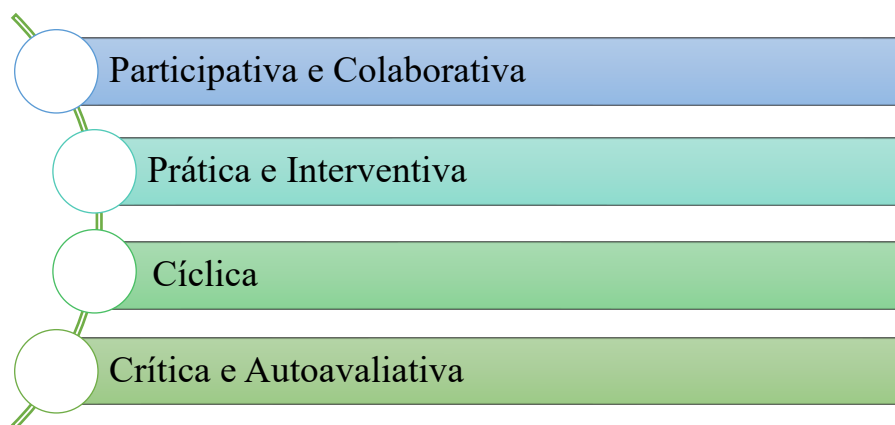 Participativa e Colaborativa
Prática e Interventiva
Cíclica
Crítica e Autoavaliativa